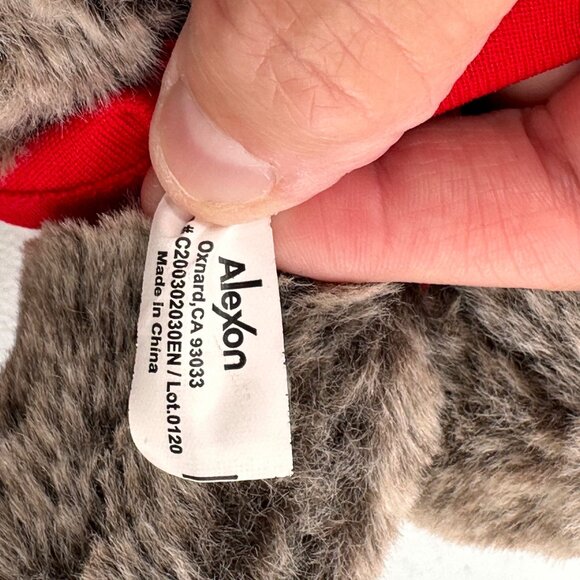 Alexon
Oxnard,CA 93033
# C200302030EN / Lot.0120
Made in China